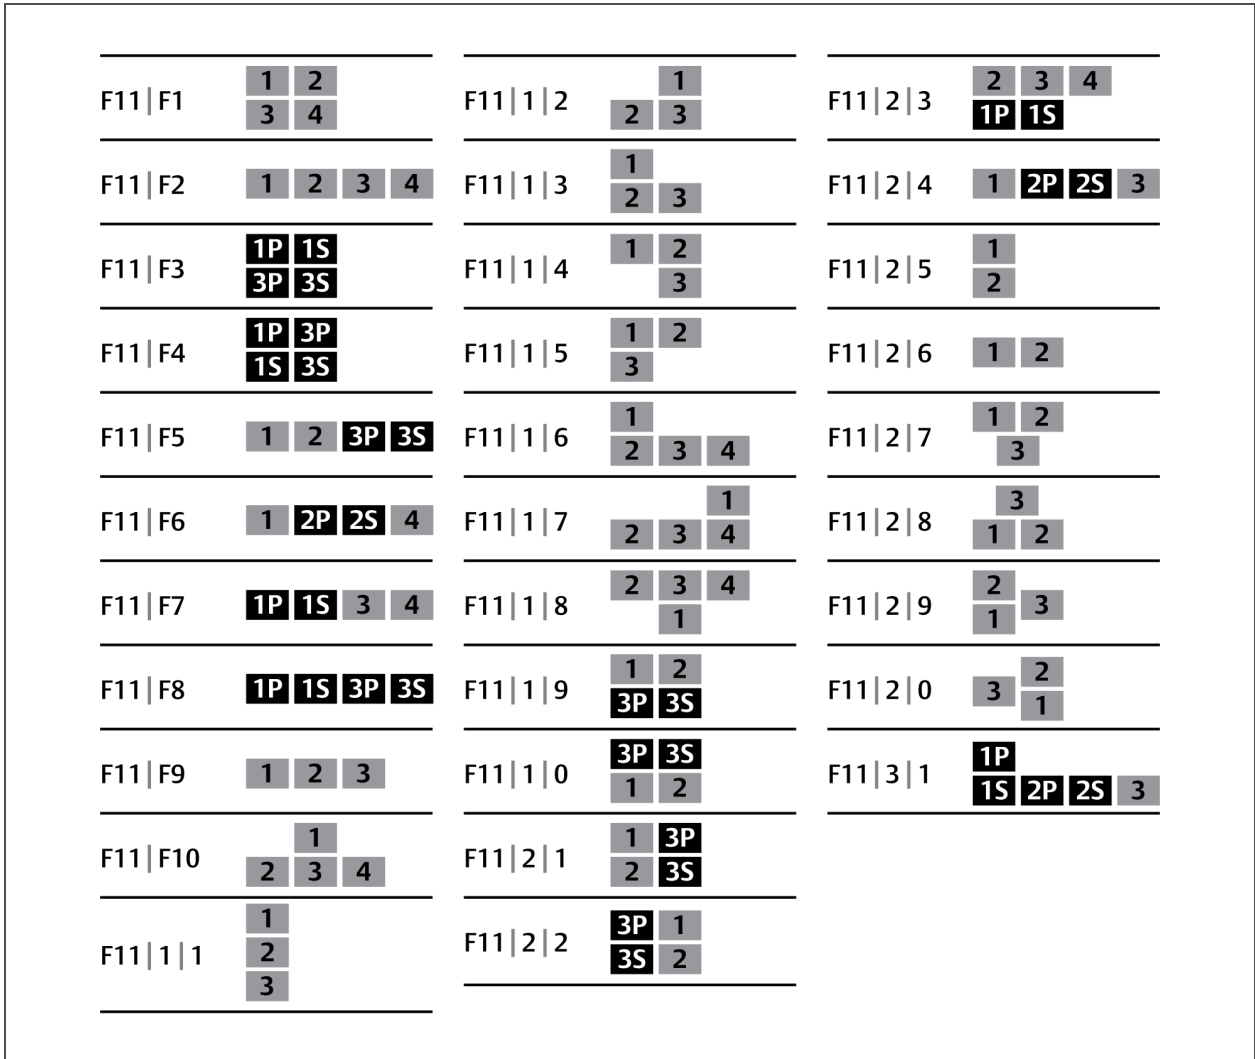 F11|F1
1 2
3 4
F11|F2
1 2 3 4
F11|F3
1P 1S
3P 3S
F11|F4
1P 3P
1S 3S
F11|F5
1 2 3P 3S
F11|F6
1 2P 2S 4
F11|F7
1P 1S 3 4
F11|F8
1P 1S 3P 3S
F11|F9
1 2 3
F11|F10
1
2 3 4
F11|1|1
1
2
3
F11|1|2
1
2 3
F11|1|3
1
2 3
F11|1|4
1 2
3
F11|1|5
1 2
3
F11|1|6
1
2 3 4
F11|1|7
1
2 3 4
F11|1|8
2 3 4
1
F11|1|9
1 2
3P 3S
F11|1|0
3P 3S
1 2
F11|2|1
1 3P
2 3S
F11|2|2
3P 1
3S 2
F11|2|3
2 3 4
1P 1S
F11|2|4
1 2P 2S 3
F11|2|5
1
2
F11|2|6
1 2
F11|2|7
1 2
3
F11|2|8
3
1 2
F11|2|9
2
3
1
F11|2|0
2
3
1
F11|3|1
1P
1S 2P 2S 3